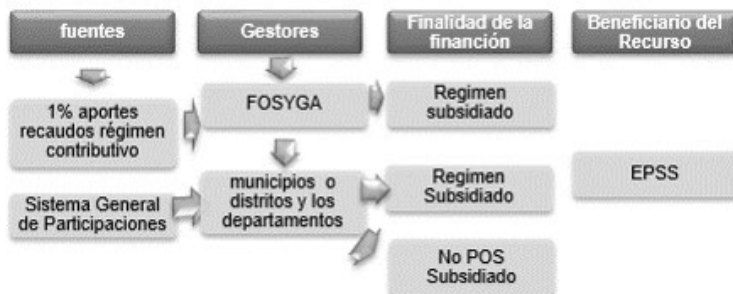 fuentes
Gestores
Finalidad de la
financión
Beneficiario del
Recurso
1% aportes
recaudos régimen
contributivo
FOSYGA
Regimen
subsidiado
Sistema General
de Participaciones
municipios o
distritos y los
departamentos
Regimen
Subsidiado
EPSS
No POS
Subsidiado